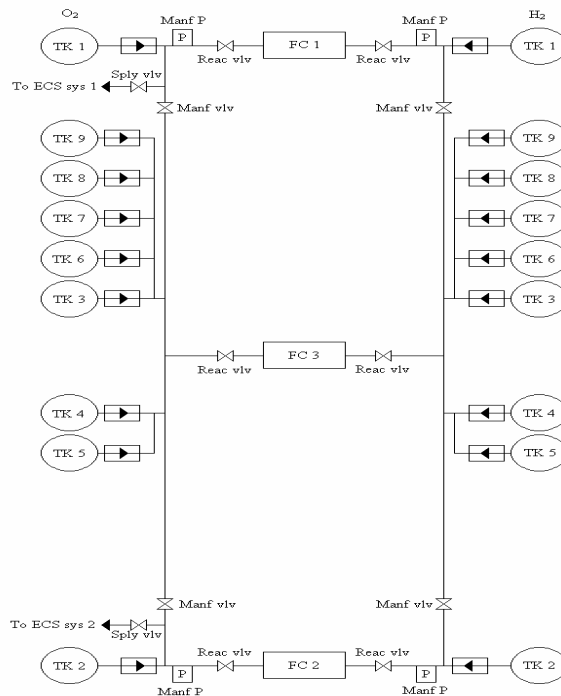 O₂ Manf P Manf P H₂
TK 1 P FC 1 P TK 1
Reac vlv Reac vlv
Sply vlv
To ECS sys 1
Manf vlv Manf vlv
TK 9 TK 9
TK 8 TK 8
TK 7 TK 7
TK 6 TK 6
TK 3 TK 3
FC 3
Reac vlv Reac vlv
TK 4 TK 4
TK 5 TK 5
Manf vlv Manf vlv
To ECS sys 2
Sply vlv
Reac vlv Reac vlv
TK 2 P FC 2 P TK 2
Manf P Manf P